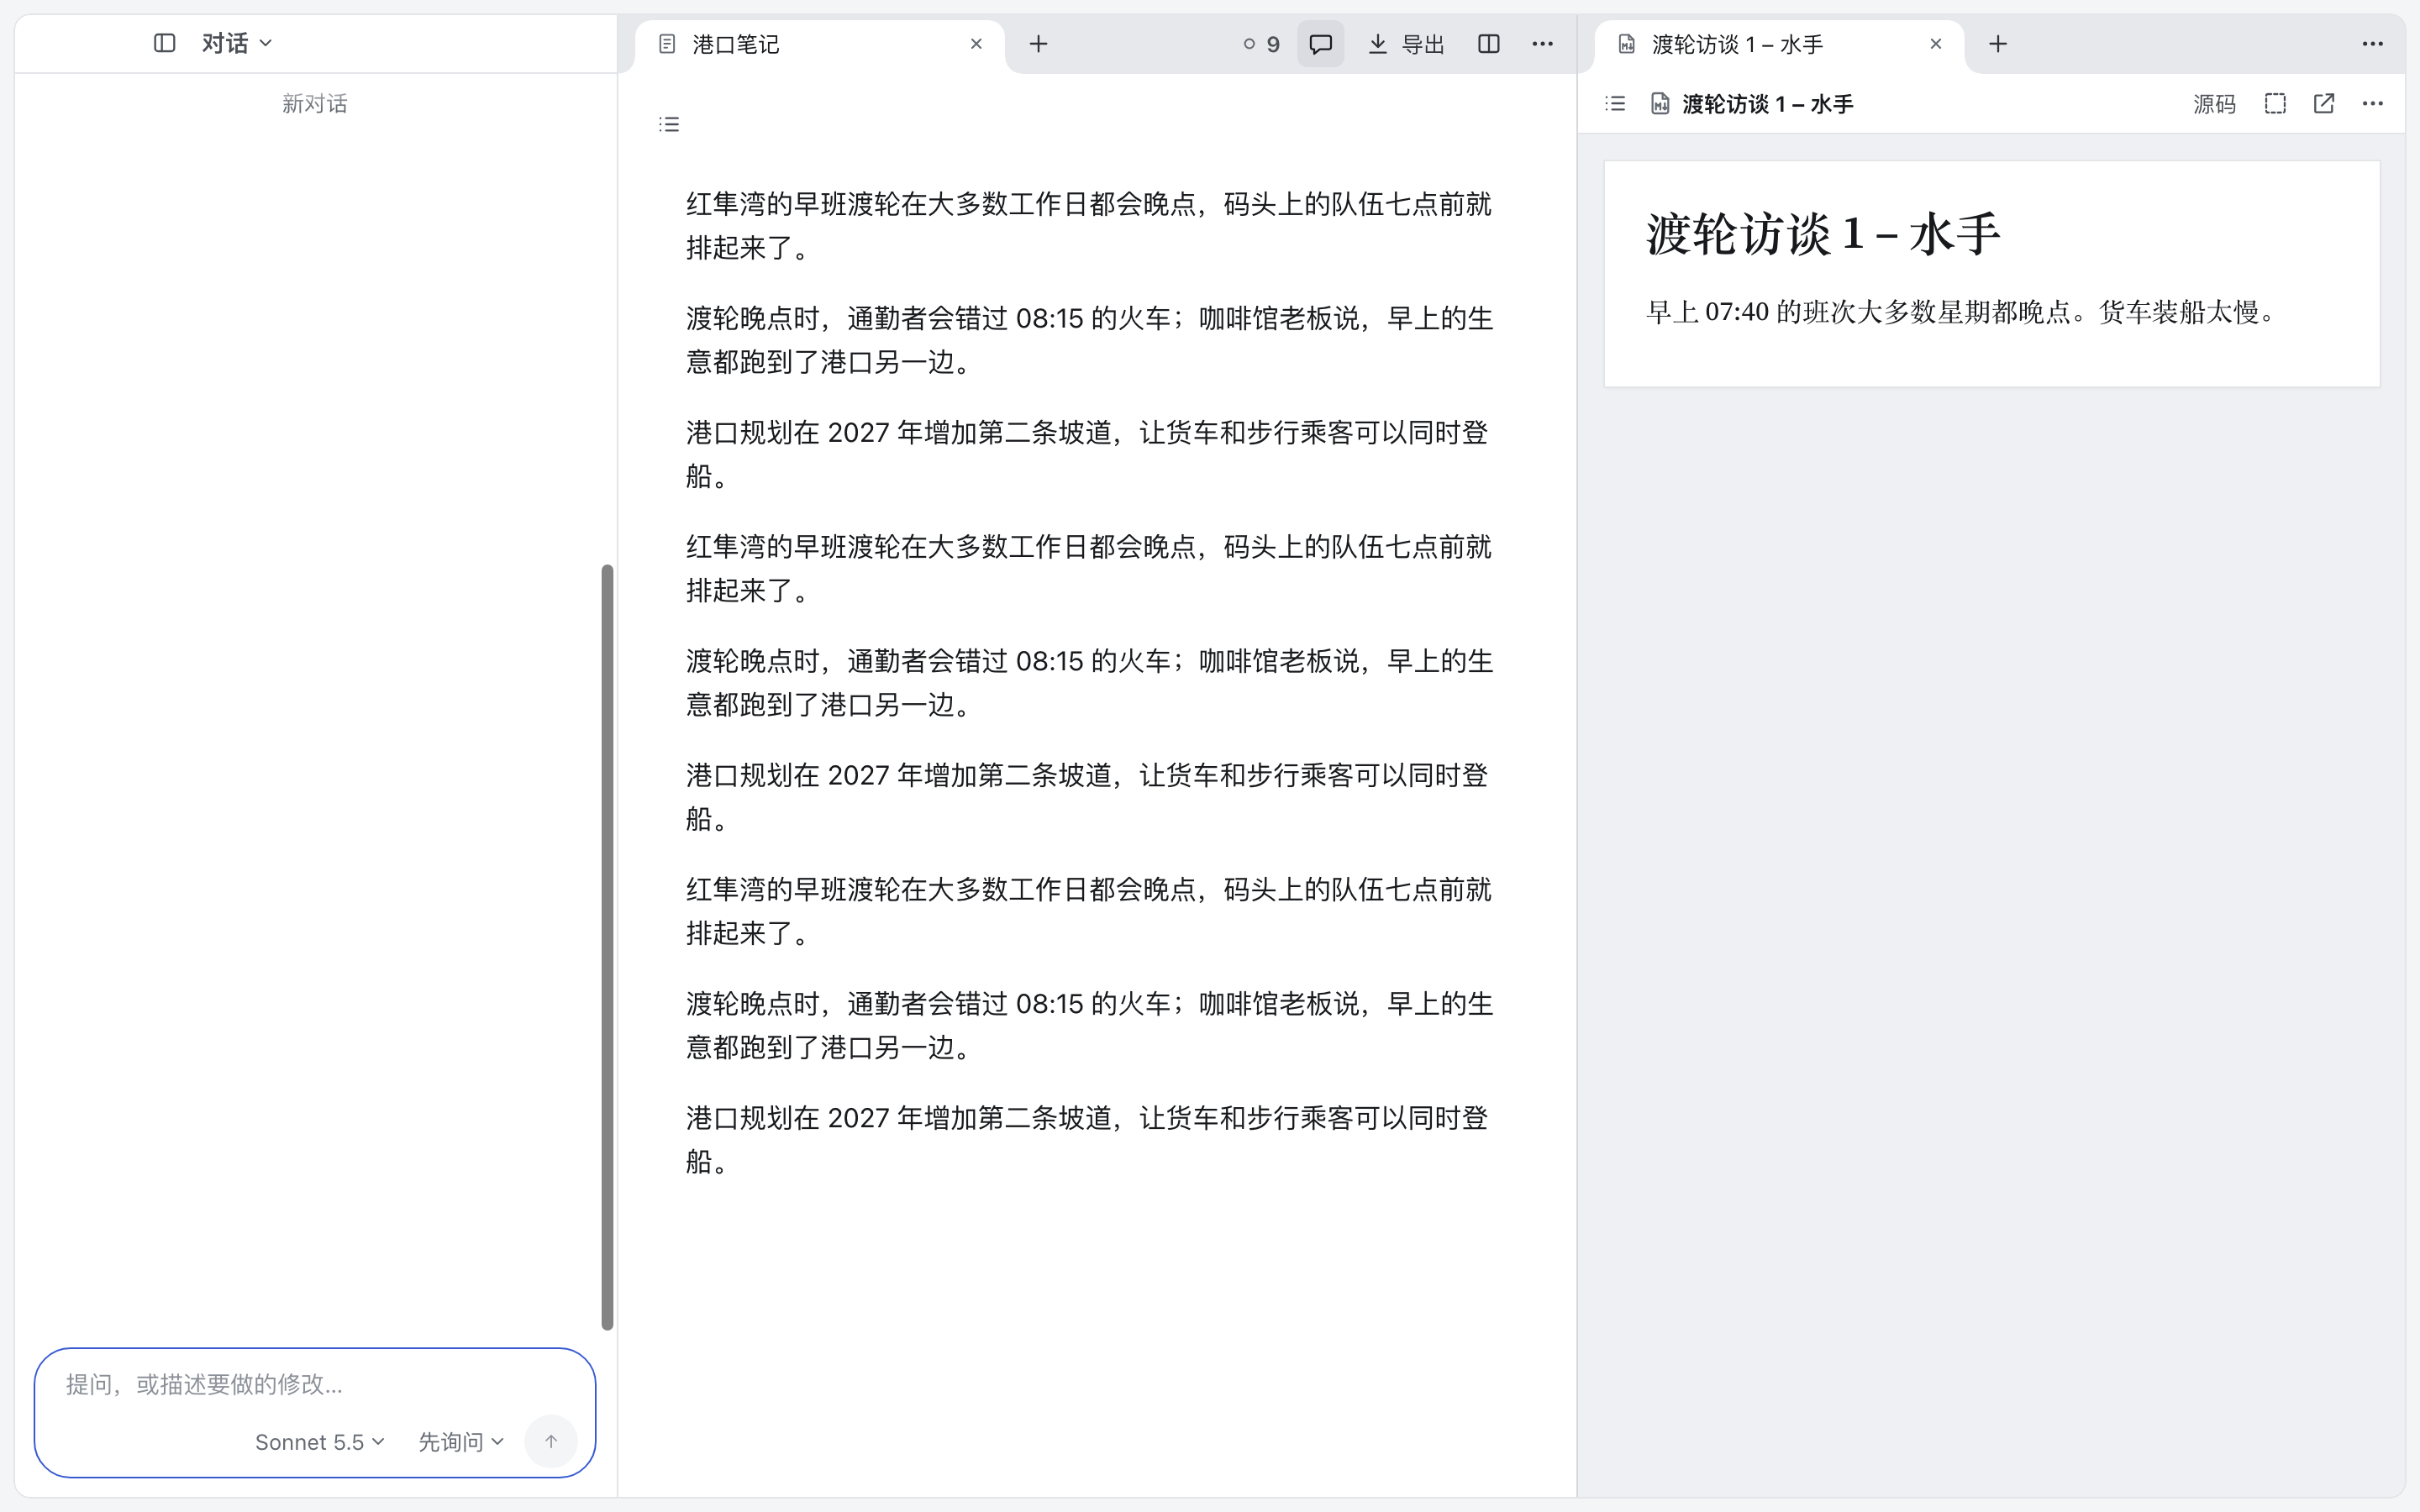 对话
新对话
提问，或描述要做的修改...
Sonnet 5.5
先询问
港口笔记
9
导出
红隼湾的早班渡轮在大多数工作日都会晚点，码头上的队伍七点前就
排起来了。
渡轮晚点时，通勤者会错过 08:15 的火车；咖啡馆老板说，早上的生
意都跑到了港口另一边。
港口规划在 2027 年增加第二条坡道，让货车和步行乘客可以同时登
船。
红隼湾的早班渡轮在大多数工作日都会晚点，码头上的队伍七点前就
排起来了。
渡轮晚点时，通勤者会错过 08:15 的火车；咖啡馆老板说，早上的生
意都跑到了港口另一边。
港口规划在 2027 年增加第二条坡道，让货车和步行乘客可以同时登
船。
红隼湾的早班渡轮在大多数工作日都会晚点，码头上的队伍七点前就
排起来了。
渡轮晚点时，通勤者会错过 08:15 的火车；咖啡馆老板说，早上的生
意都跑到了港口另一边。
港口规划在 2027 年增加第二条坡道，让货车和步行乘客可以同时登
船。
渡轮访谈 1 – 水手
渡轮访谈 1 – 水手
源码
渡轮访谈 1 – 水手
早上 07:40 的班次大多数星期都晚点。货车装船太慢。